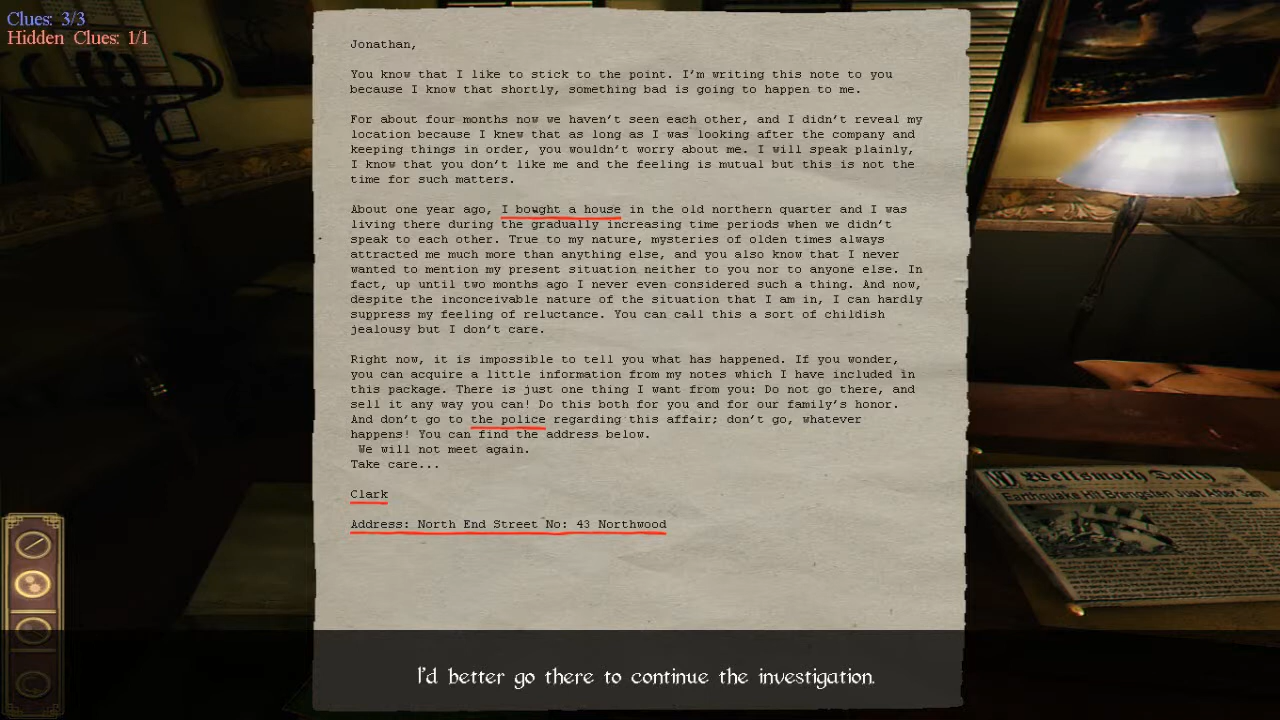 Clues: 3/3
Hidden Clues: 1/1
Jonathan,
You know that I like to stick to the point. I'm writing this note to you
because I know that shortly, something bad is going to happen to me.
For about four months now we haven't seen each other, and I didn't reveal my
location because I knew that as long as I was looking after the company and
keeping things in order, you wouldn't worry about me. I will speak plainly,
I know that you don't like me and the feeling is mutual but this is not the
time for such matters.
About one year ago, I bought a house in the old northern quarter and I was
living there during the gradually increasing time periods when we didn't
speak to each other. True to my nature, mysteries of olden times always
attracted me much more than anything else, and you also know that I never
wanted to mention my present situation neither to you nor to anyone else. In
fact, up until two months ago I never even considered such a thing. And now,
despite the inconceivable nature of the situation that I am in, I can hardly
suppress my feeling of reluctance. You can call this a sort of childish
jealousy but I don't care.
Right now, it is impossible to tell you what has happened. If you wonder,
you can acquire a little information from my notes which I have included in
this package. There is just one thing I want from you: Do not go there, and
sell it any way you can! Do this both for you and for our family's honor.
And don't go to the police regarding this affair; don't go, whatever
happens! You can find the address below.
We will not meet again.
Take care...
Clark
Address: North End Street No: 43 Northwood
Wellsmoth Daily
Earthquake Hit Brengsten Just After 5am
I'd better go there to continue the investigation.